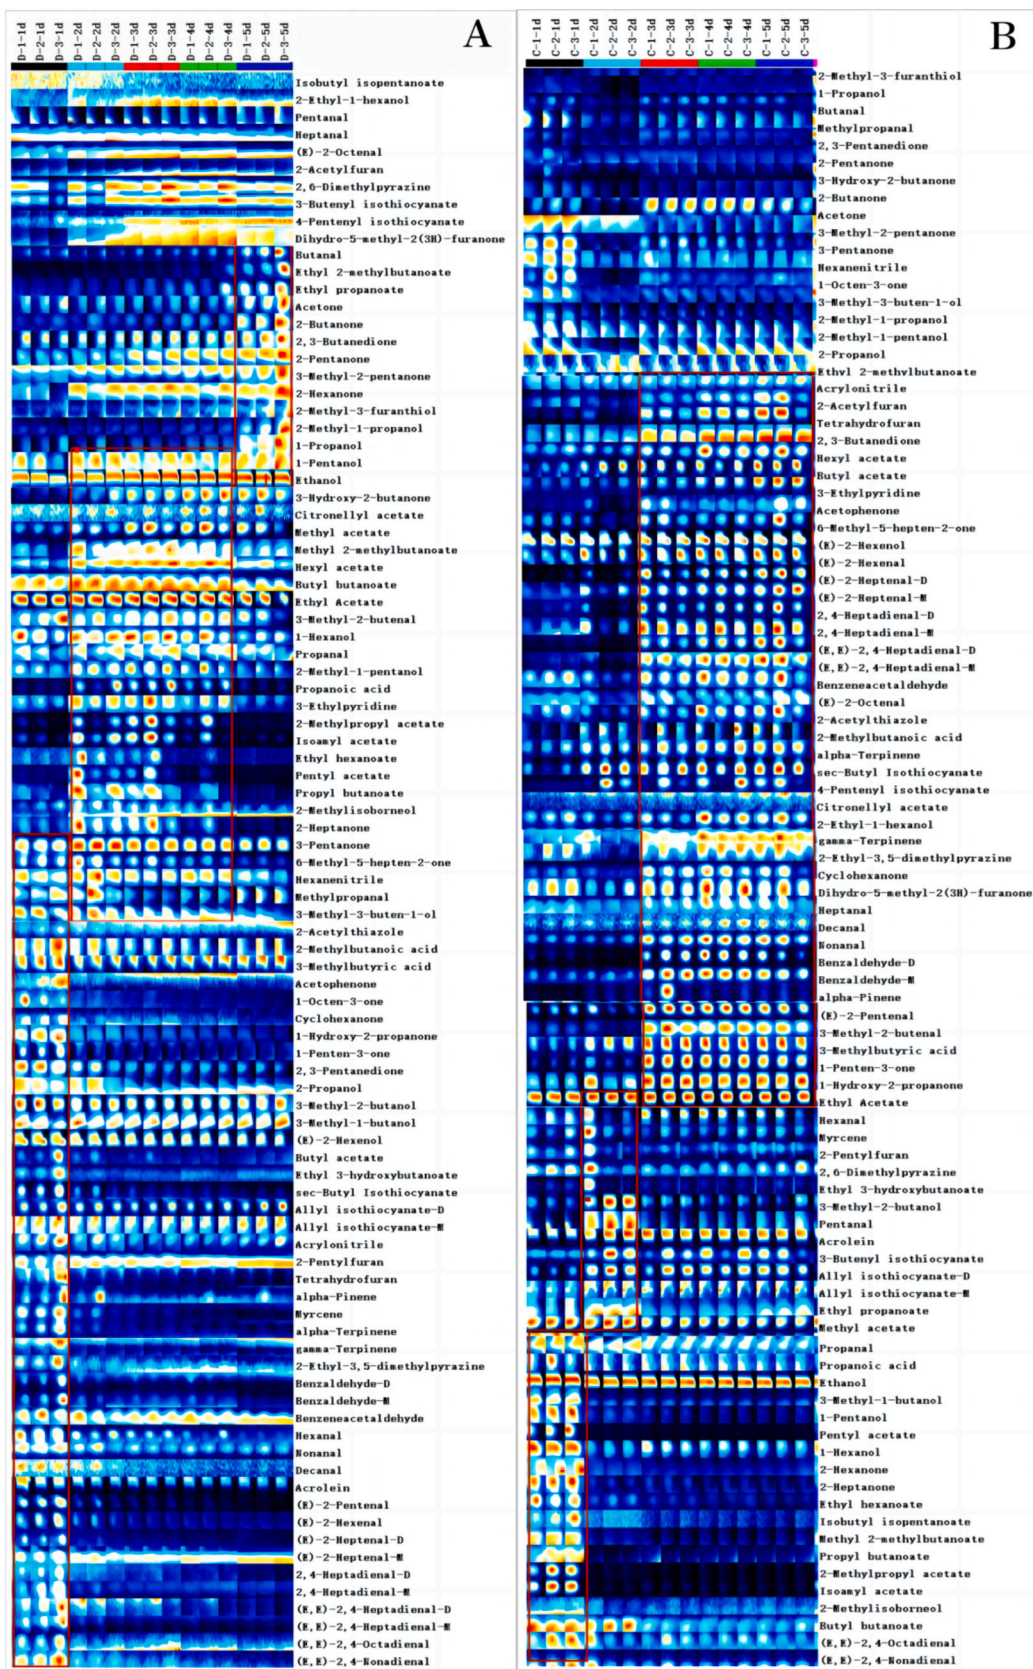 D-1-1d
D-2-1d
D-3-1d
D-1-2d
D-2-2d
D-3-2d
D-1-3d
D-2-3d
D-3-3d
D-1-4d
D-2-4d
D-3-4d
D-1-5d
D-2-5d
D-3-5d
A
Isobutyl isopentanoate
2-Ethyl-1-hexanol
Pentanal
Heptanal
(E)-2-Octenal
2-Acetylfuran
2,6-Dimethylpyrazine
3-Butenyl isothiocyanate
4-Pentenyl isothiocyanate
Dihydro-5-methyl-2(3H)-furanone
Butanal
Ethyl 2-methylbutanoate
Ethyl propanoate
Acetone
2-Butanone
2,3-Butanedione
2-Pentanone
3-Methyl-2-pentanone
2-Hexanone
2-Methyl-3-furanthiol
2-Methyl-1-propanol
1-Propanol
1-Pentanol
Ethanol
3-Hydroxy-2-butanone
Citronellyl acetate
Methyl acetate
Methyl 2-methylbutanoate
Hexyl acetate
Butyl butanoate
Ethyl Acetate
3-Methyl-2-butenal
1-Hexanol
Propanal
2-Methyl-1-pentanol
Propanoic acid
3-Ethylpyridine
2-Methylpropyl acetate
Isoamyl acetate
Ethyl hexanoate
Pentyl acetate
Propyl butanoate
2-Methylisoborneol
2-Heptanone
3-Pentanone
6-Methyl-5-hepten-2-one
Hexanenitrile
Methylpropanal
3-Methyl-3-buten-1-ol
2-Acetylthiazole
2-Methylbutanoic acid
3-Methylbutyric acid
Acetophenone
1-Octen-3-one
Cyclohexanone
1-Hydroxy-2-propanone
1-Penten-3-one
2,3-Pentanedione
2-Propanol
3-Methyl-2-butanol
3-Methyl-1-butanol
(E)-2-Hexenol
Butyl acetate
Ethyl 3-hydroxybutanoate
sec-Butyl Isothiocyanate
Allyl isothiocyanate-D
Allyl isothiocyanate-M
Acrylonitrile
2-Pentylfuran
Tetrahydrofuran
alpha-Pinene
Myrcene
alpha-Terpinene
gamma-Terpinene
2-Ethyl-3,5-dimethylpyrazine
Benzaldehyde-D
Benzaldehyde-M
Benzeneacetaldehyde
Hexanal
Nonanal
Decanal
Acrolein
(E)-2-Pentenal
(E)-2-Hexenal
(E)-2-Heptenal-D
(E)-2-Heptenal-M
2,4-Heptadienal-D
2,4-Heptadienal-M
(E,E)-2,4-Heptadienal-D
(E,E)-2,4-Heptadienal-M
(E,E)-2,4-Octadienal
(E,E)-2,4-Nonadienal
C-1-1d
C-2-1d
C-3-1d
C-1-2d
C-2-2d
C-3-2d
C-1-3d
C-2-3d
C-3-3d
C-1-4d
C-2-4d
C-3-4d
C-1-5d
C-2-5d
C-3-5d
B
2-Methyl-3-furanthiol
1-Propanol
Butanal
Methylpropanal
2,3-Pentanedione
2-Pentanone
3-Hydroxy-2-butanone
2-Butanone
Acetone
3-Methyl-2-pentanone
3-Pentanone
Hexanenitrile
1-Octen-3-one
3-Methyl-3-buten-1-ol
2-Methyl-1-propanol
2-Methyl-1-pentanol
2-Propanol
Ethyl 2-methylbutanoate
Acrylonitrile
2-Acetylfuran
Tetrahydrofuran
2,3-Butanedione
Hexyl acetate
Butyl acetate
3-Ethylpyridine
Acetophenone
6-Methyl-5-hepten-2-one
(E)-2-Hexenol
(E)-2-Hexenal
(E)-2-Heptenal-D
(E)-2-Heptenal-M
2,4-Heptadienal-D
2,4-Heptadienal-M
(E,E)-2,4-Heptadienal-D
(E,E)-2,4-Heptadienal-M
Benzeneacetaldehyde
(E)-2-Octenal
2-Acetylthiazole
2-Methylbutanoic acid
alpha-Terpinene
sec-Butyl Isothiocyanate
4-Pentenyl isothiocyanate
Citronellyl acetate
2-Ethyl-1-hexanol
gamma-Terpinene
2-Ethyl-3,5-dimethylpyrazine
Cyclohexanone
Dihydro-5-methyl-2(3H)-furanone
Heptanal
Decanal
Nonanal
Benzaldehyde-D
Benzaldehyde-M
alpha-Pinene
(E)-2-Pentenal
3-Methyl-2-butenal
3-Methylbutyric acid
1-Penten-3-one
1-Hydroxy-2-propanone
Ethyl Acetate
Hexanal
Myrcene
2-Pentylfuran
2,6-Dimethylpyrazine
Ethyl 3-hydroxybutanoate
3-Methyl-2-butanol
Pentanal
Acrolein
3-Butenyl isothiocyanate
Allyl isothiocyanate-D
Allyl isothiocyanate-M
Ethyl propanoate
Methyl acetate
Propanal
Propanoic acid
Ethanol
3-Methyl-1-butanol
1-Pentanol
Pentyl acetate
1-Hexanol
2-Hexanone
2-Heptanone
Ethyl hexanoate
Isobutyl isopentanoate
Methyl 2-methylbutanoate
Propyl butanoate
2-Methylpropyl acetate
Isoamyl acetate
2-Methylisoborneol
Butyl butanoate
(E,E)-2,4-Octadienal
(E,E)-2,4-Nonadienal